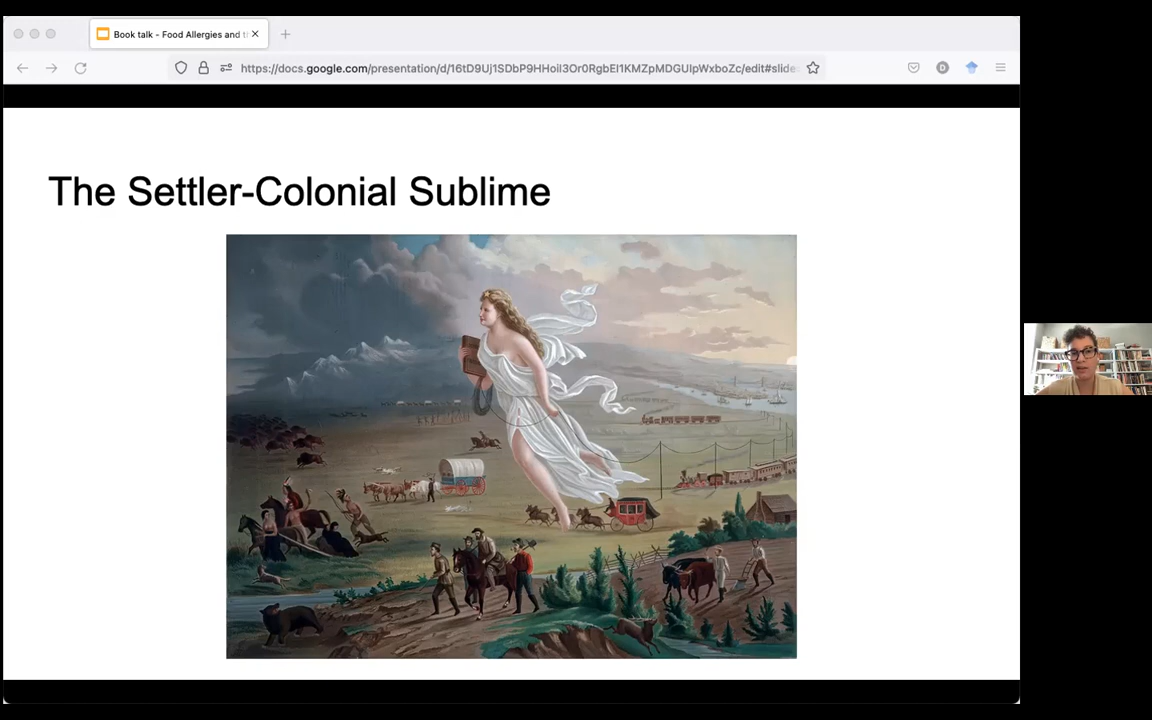 Book talk - Food Allergies and t
https://docs.google.com/presentation/d/16tD9Uj1SDbP9HHoil3Or0RgbEI1KMZpMDGUIpWxboZc/edit#slide
D
The Settler-Colonial Sublime